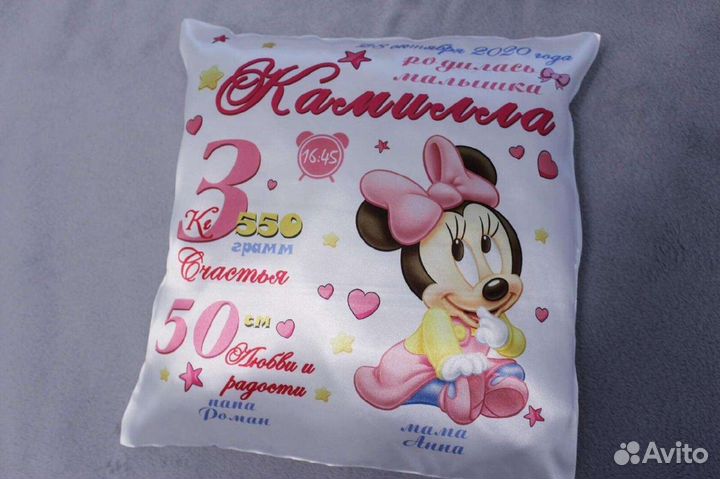 25 октября 2020 года
родилась
малышка
Камилла
16:45
3
Кг 550
грамм
Счастья
50 см
Любви и
радости
папа
Роман
мама
Анна
Avito